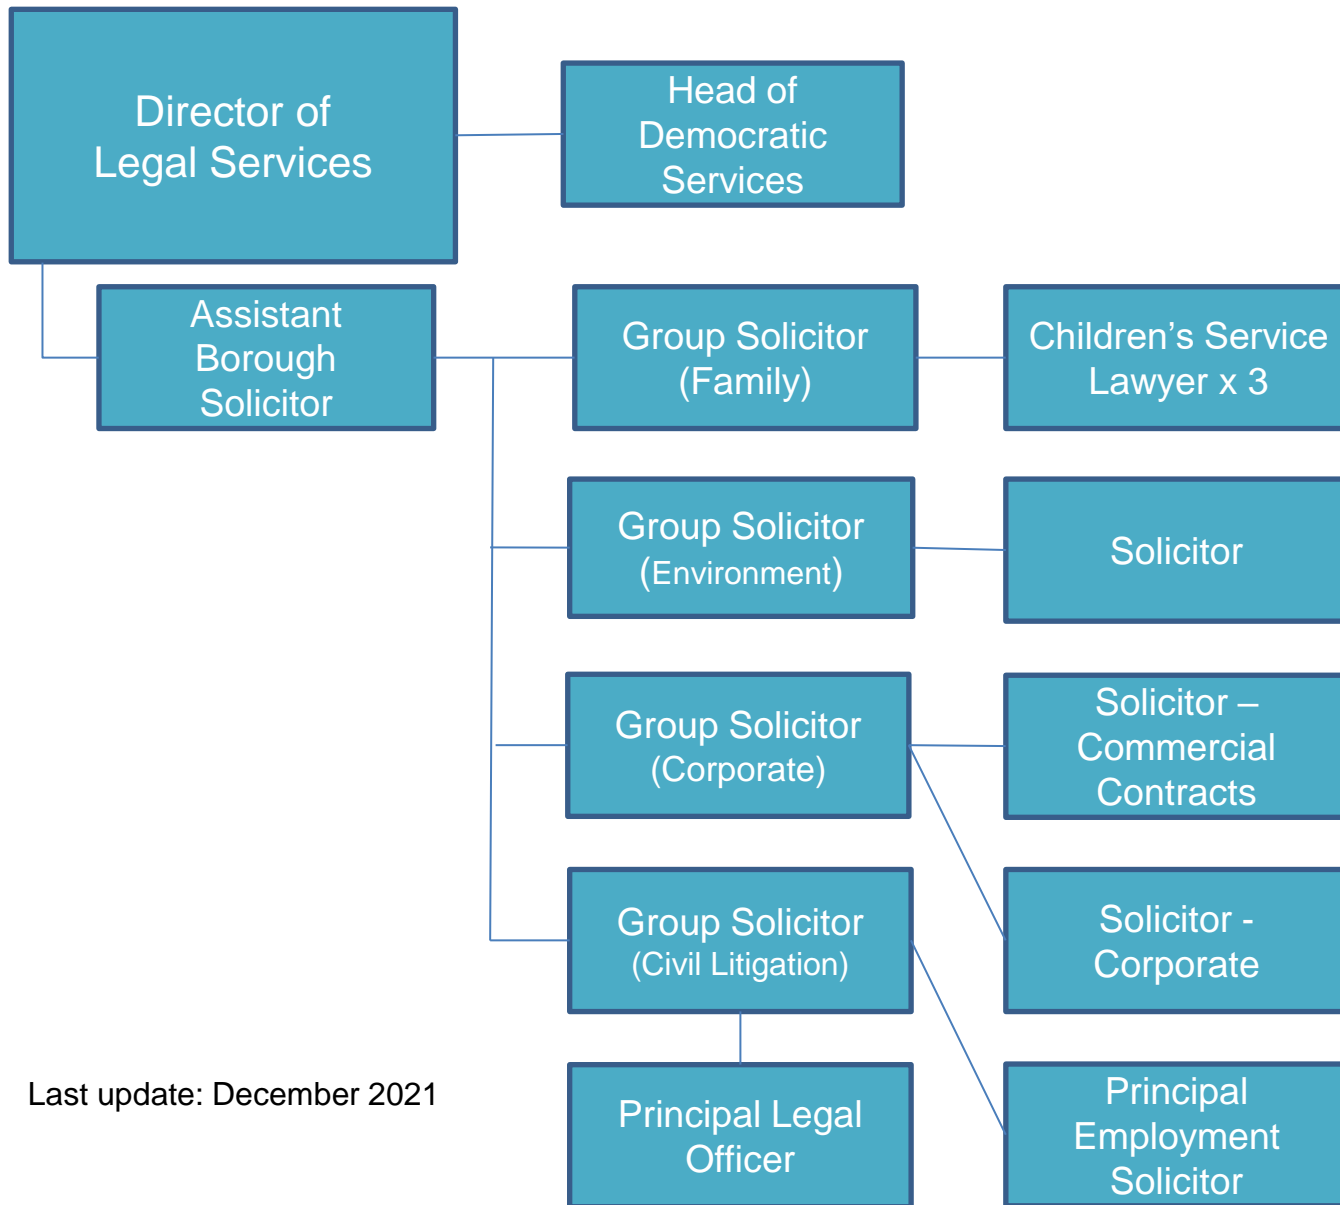 Director of
Legal Services
Head of
Democratic
Services
Assistant
Borough
Solicitor
Group Solicitor
(Family)
Children’s Service
Lawyer x 3
Group Solicitor
(Environment)
Solicitor
Group Solicitor
(Corporate)
Solicitor –
Commercial
Contracts
Group Solicitor
(Civil Litigation)
Solicitor -
Corporate
Last update: December 2021
Principal Legal
Officer
Principal
Employment
Solicitor